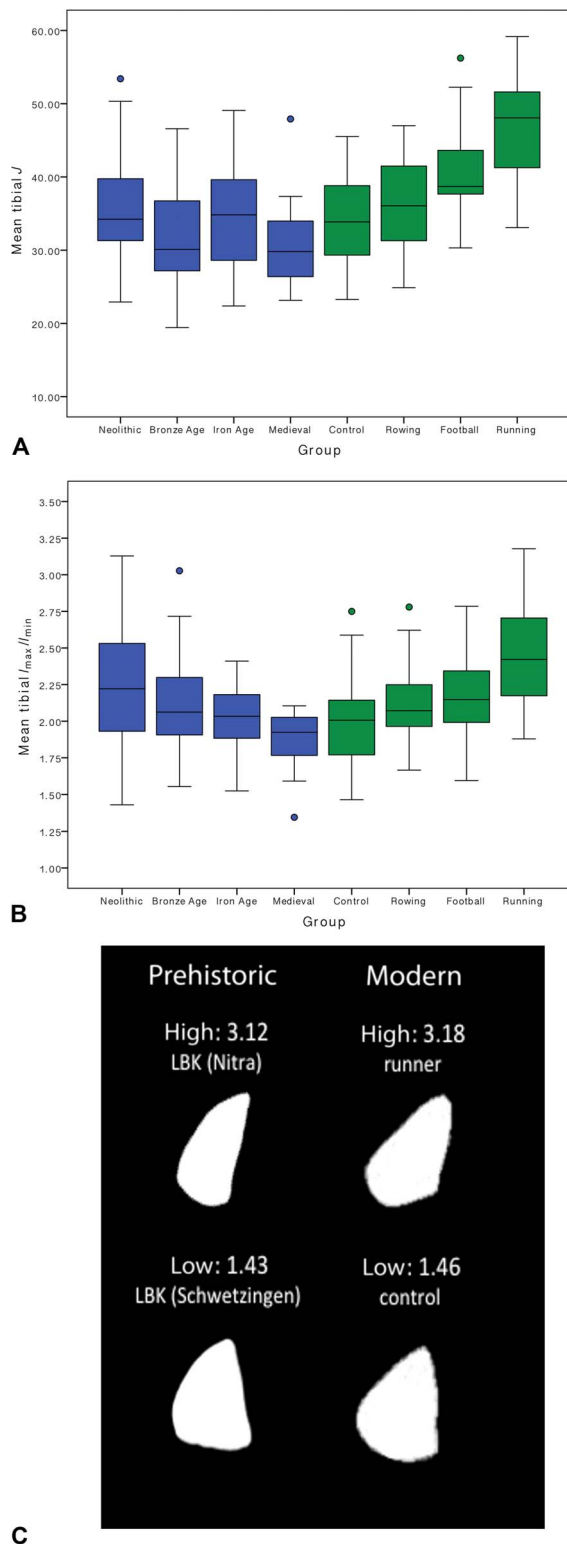 60.00
50.00
40.00
30.00
20.00
10.00
Mean tibial J
Neolithic Bronze Age Iron Age Medieval Control Rowing Football Running
Group
A
3.50
3.25
3.00
2.75
2.50
2.25
2.00
1.75
1.50
1.25
1.00
Mean tibial Imax/Imin
Neolithic Bronze Age Iron Age Medieval Control Rowing Football Running
Group
B
Prehistoric Modern
High: 3.12 High: 3.18
LBK (Nitra) runner
Low: 1.43 Low: 1.46
LBK (Schwetzingen) control
C